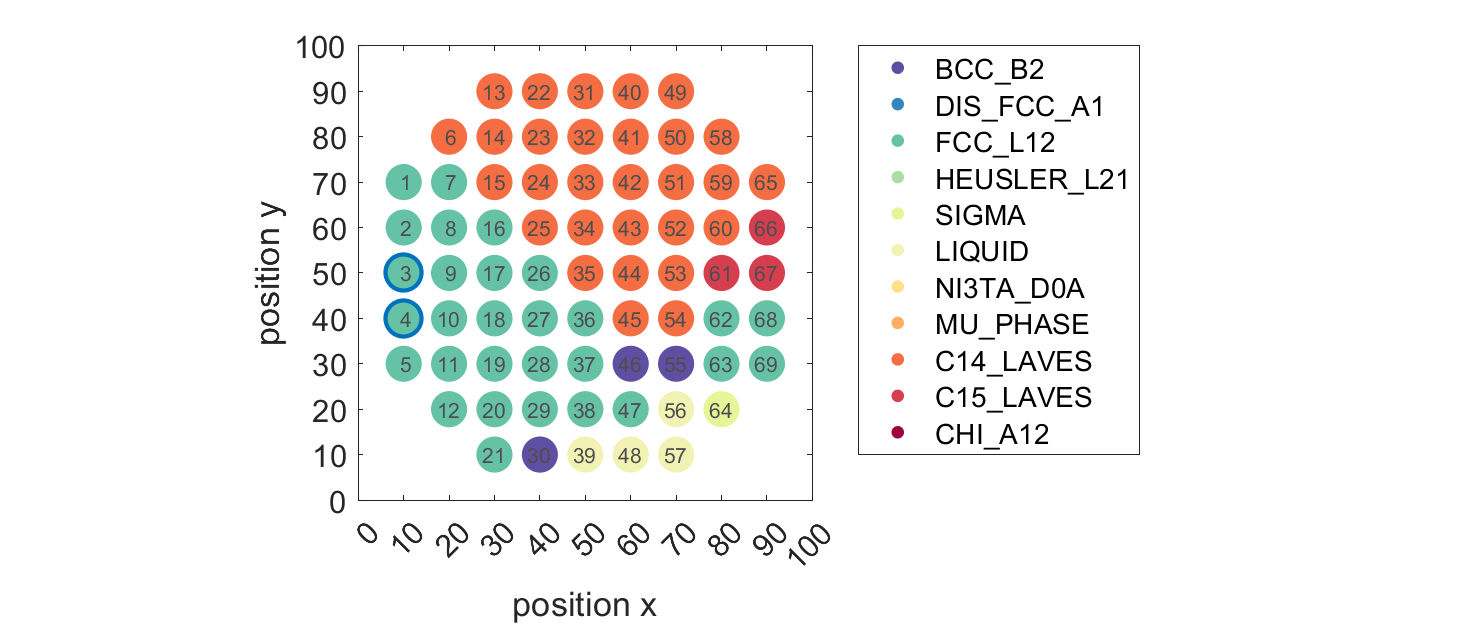 100
90 13 22 31 40 49
80 6 14 23 32 41 50 58
70 1 7 15 24 33 42 51 59 65
60 2 8 16 25 34 43 52 60 66
50 3 9 17 26 35 44 53 61 67
40 4 10 18 27 36 45 54 62 68
30 5 11 19 28 37 46 55 63 69
20 12 20 29 38 47 56 64
10 21 30 39 48 57
0
0 10 20 30 40 50 60 70 80 90 100
position x
position y
BCC_B2
DIS_FCC_A1
FCC_L12
HEUSLER_L21
SIGMA
LIQUID
NI3TA_D0A
MU_PHASE
C14_LAVES
C15_LAVES
CHI_A12